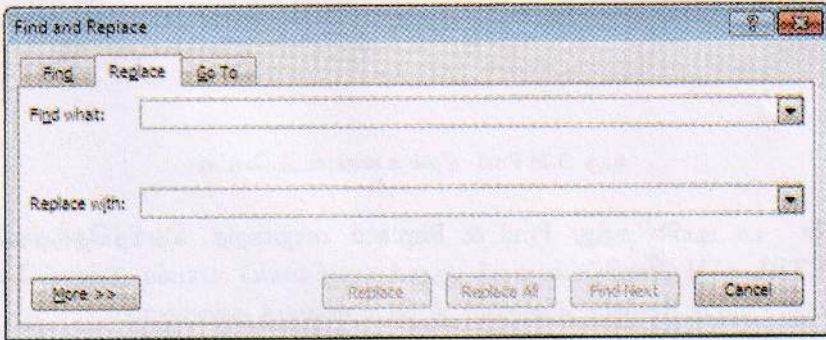 Find and Replace
Find Replace Go To
Find what:
Replace with:
More >> Replace Replace All Find Next Cancel